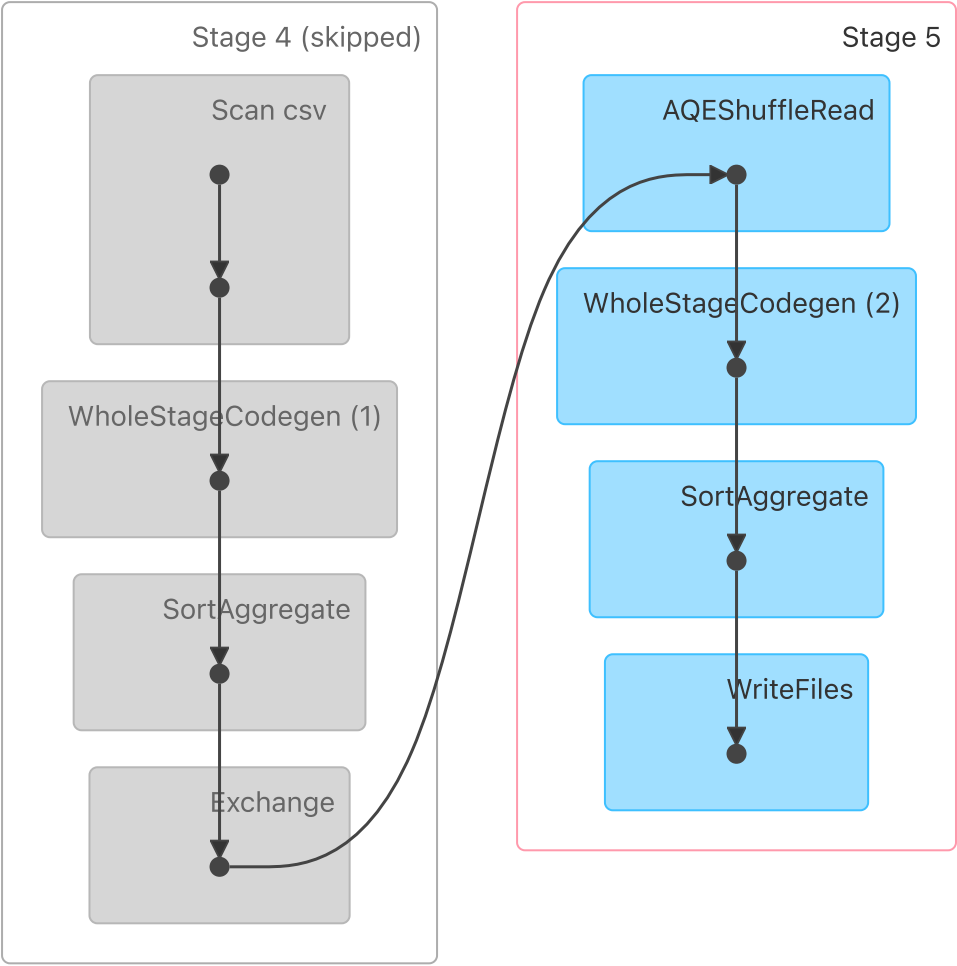 Stage 4 (skipped)
Scan csv
WholeStageCodegen (1)
SortAggregate
Exchange
Stage 5
AQEShuffleRead
WholeStageCodegen (2)
SortAggregate
WriteFiles